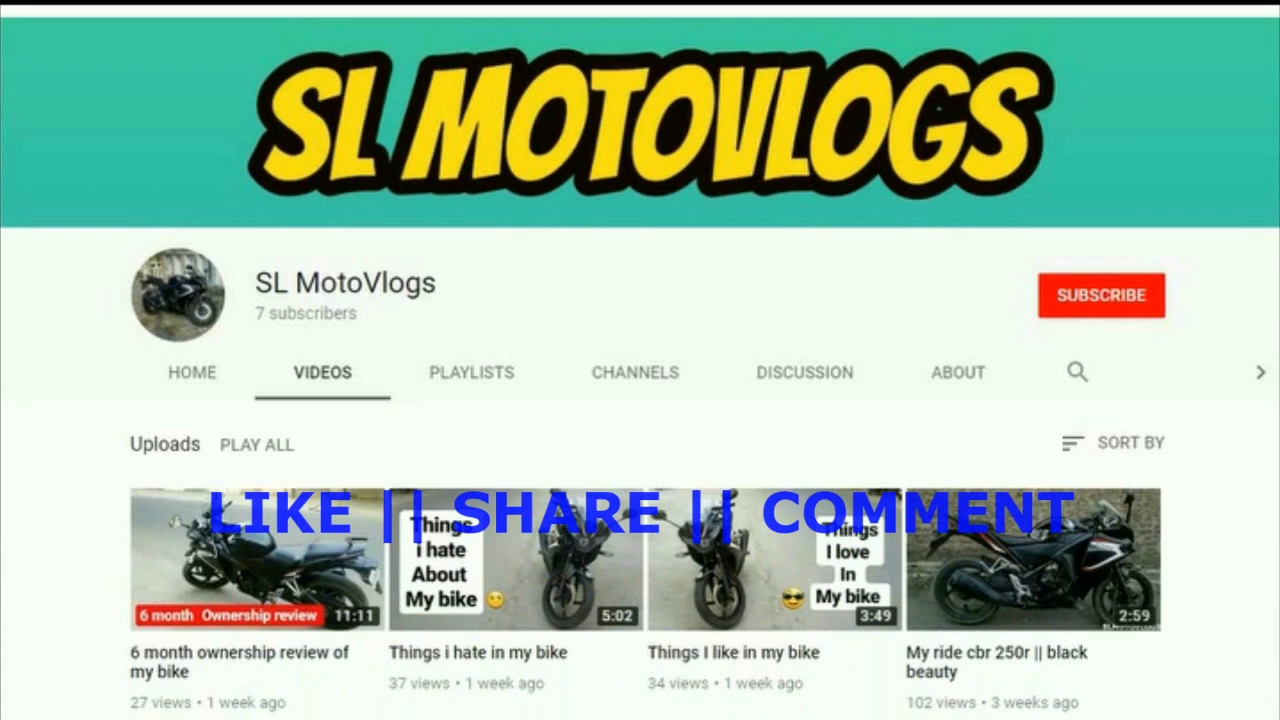 SL MOTOVLOGS
SL MotoVlogs
7 subscribers
SUBSCRIBE
HOME VIDEOS PLAYLISTS CHANNELS DISCUSSION ABOUT
Uploads PLAY ALL
SORT BY
LIKE || SHARE || COMMENT
6 month Ownership review
11:11
Things
i hate
About
My bike
5:02
Things
I love
In
My bike
3:49
2:59
6 month ownership review of
my bike
27 views • 1 week ago
Things i hate in my bike
37 views • 1 week ago
Things I like in my bike
34 views • 1 week ago
My ride cbr 250r || black
beauty
102 views • 3 weeks ago